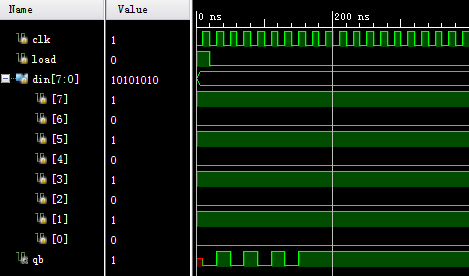 Name Value 0 ns 200 ns
clk 1
load 0
din[7:0] 10101010
[7] 1
[6] 0
[5] 1
[4] 0
[3] 1
[2] 0
[1] 1
[0] 0
qb 1